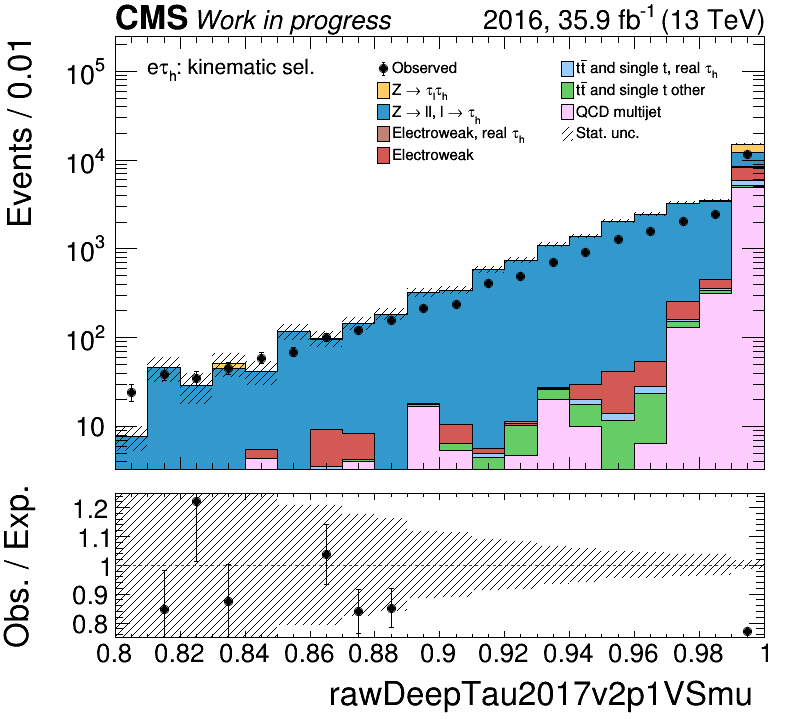 CMS Work in progress 2016, 35.9 fb⁻¹ (13 TeV)
Events / 0.01
10⁵
10⁴
10³
10²
10
eτₕ: kinematic sel.
Observed
Z → τₗτₕ
Z → ll, l → τₕ
Electroweak, real τₕ
Electroweak
tt̅ and single t, real τₕ
tt̅ and single t other
QCD multijet
Stat. unc.
Obs. / Exp.
1.2
1.1
1
0.9
0.8
0.8 0.82 0.84 0.86 0.88 0.9 0.92 0.94 0.96 0.98 1
rawDeepTau2017v2p1VSmu